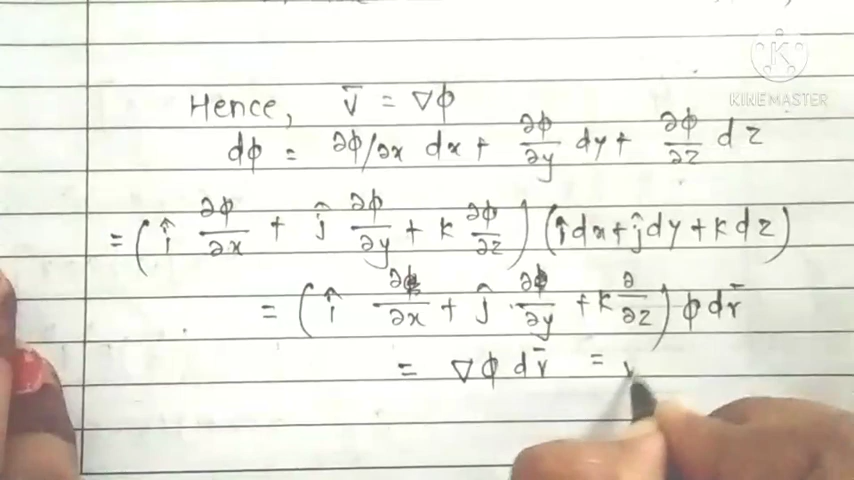 KINEMASTER
Hence, v̄ = ∇ϕ
dϕ = ∂ϕ/∂x dx + ∂ϕ/∂y dy + ∂ϕ/∂z dz
= (î ∂ϕ/∂x + ĵ ∂ϕ/∂y + k ∂ϕ/∂z) (îdx+ĵdy+kdz)
= (î ∂ϕ/∂x + ĵ ∂ϕ/∂y + k ∂/∂z) ϕ dr̄
= ∇ϕ dr̄ =